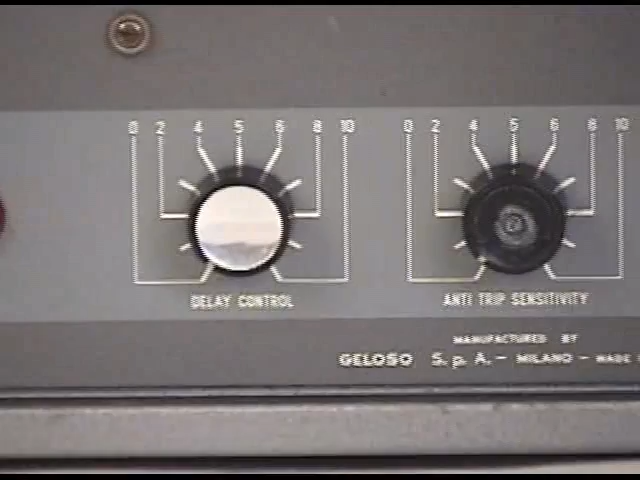 0 2 4 5 6 8 10 0 2 4 5 6 8 10
DELAY CONTROL ANTI TRIP SENSITIVITY
MANUFACTURED BY
GELOSO S.p.A. - MILANO - MADE